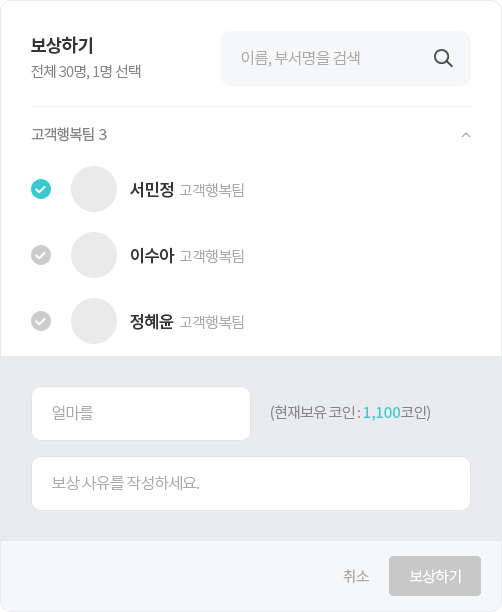 보상하기
전체 30명, 1명 선택
이름, 부서명을 검색
고객행복팀 3
서민정 고객행복팀
이수아 고객행복팀
정혜윤 고객행복팀
얼마를
(현재보유 코인 : 1,100코인)
보상 사유를 작성하세요.
취소
보상하기